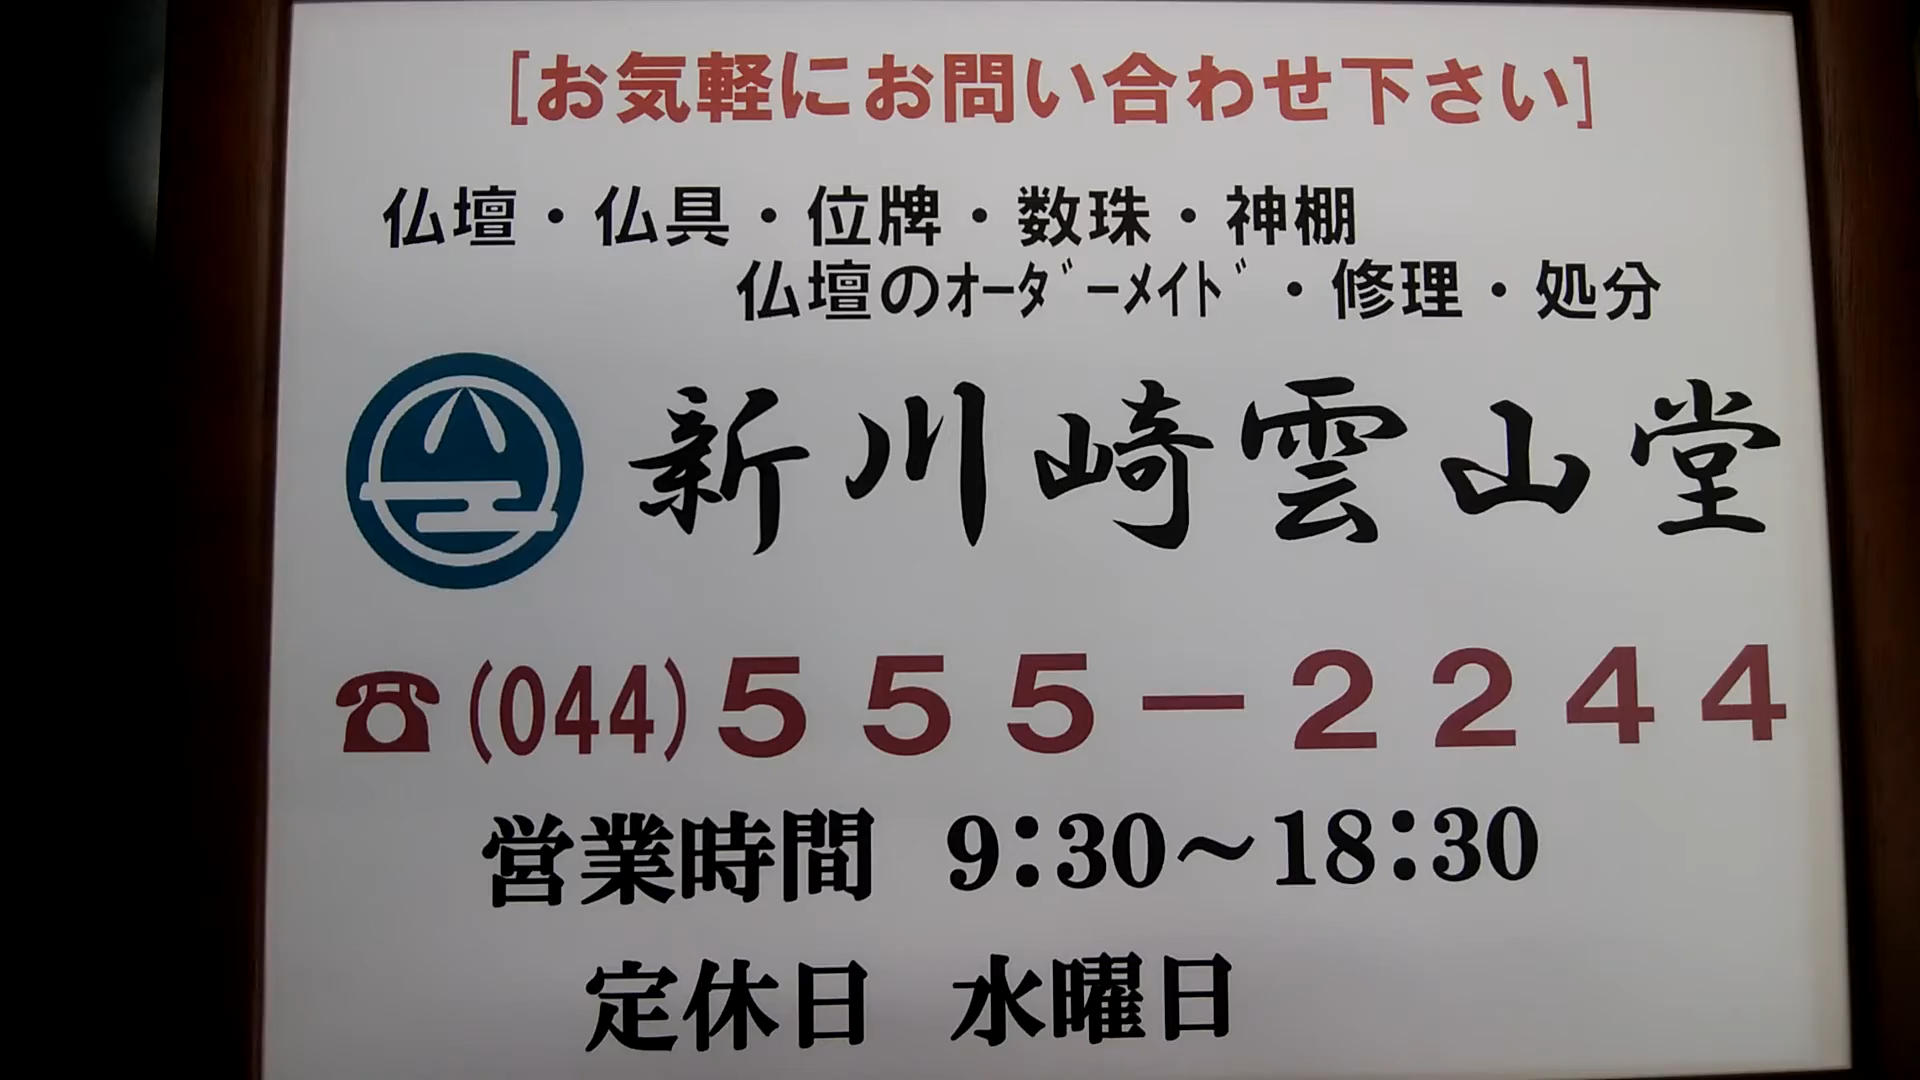 [お気軽にお問い合わせ下さい]
仏壇・仏具・位牌・数珠・神棚
仏壇のｵｰﾀﾞｰﾒｲﾄﾞ・修理・処分
新川崎雲山堂
☎(044)５５５－２２４４
営業時間 9:30～18:30
定休日 水曜日